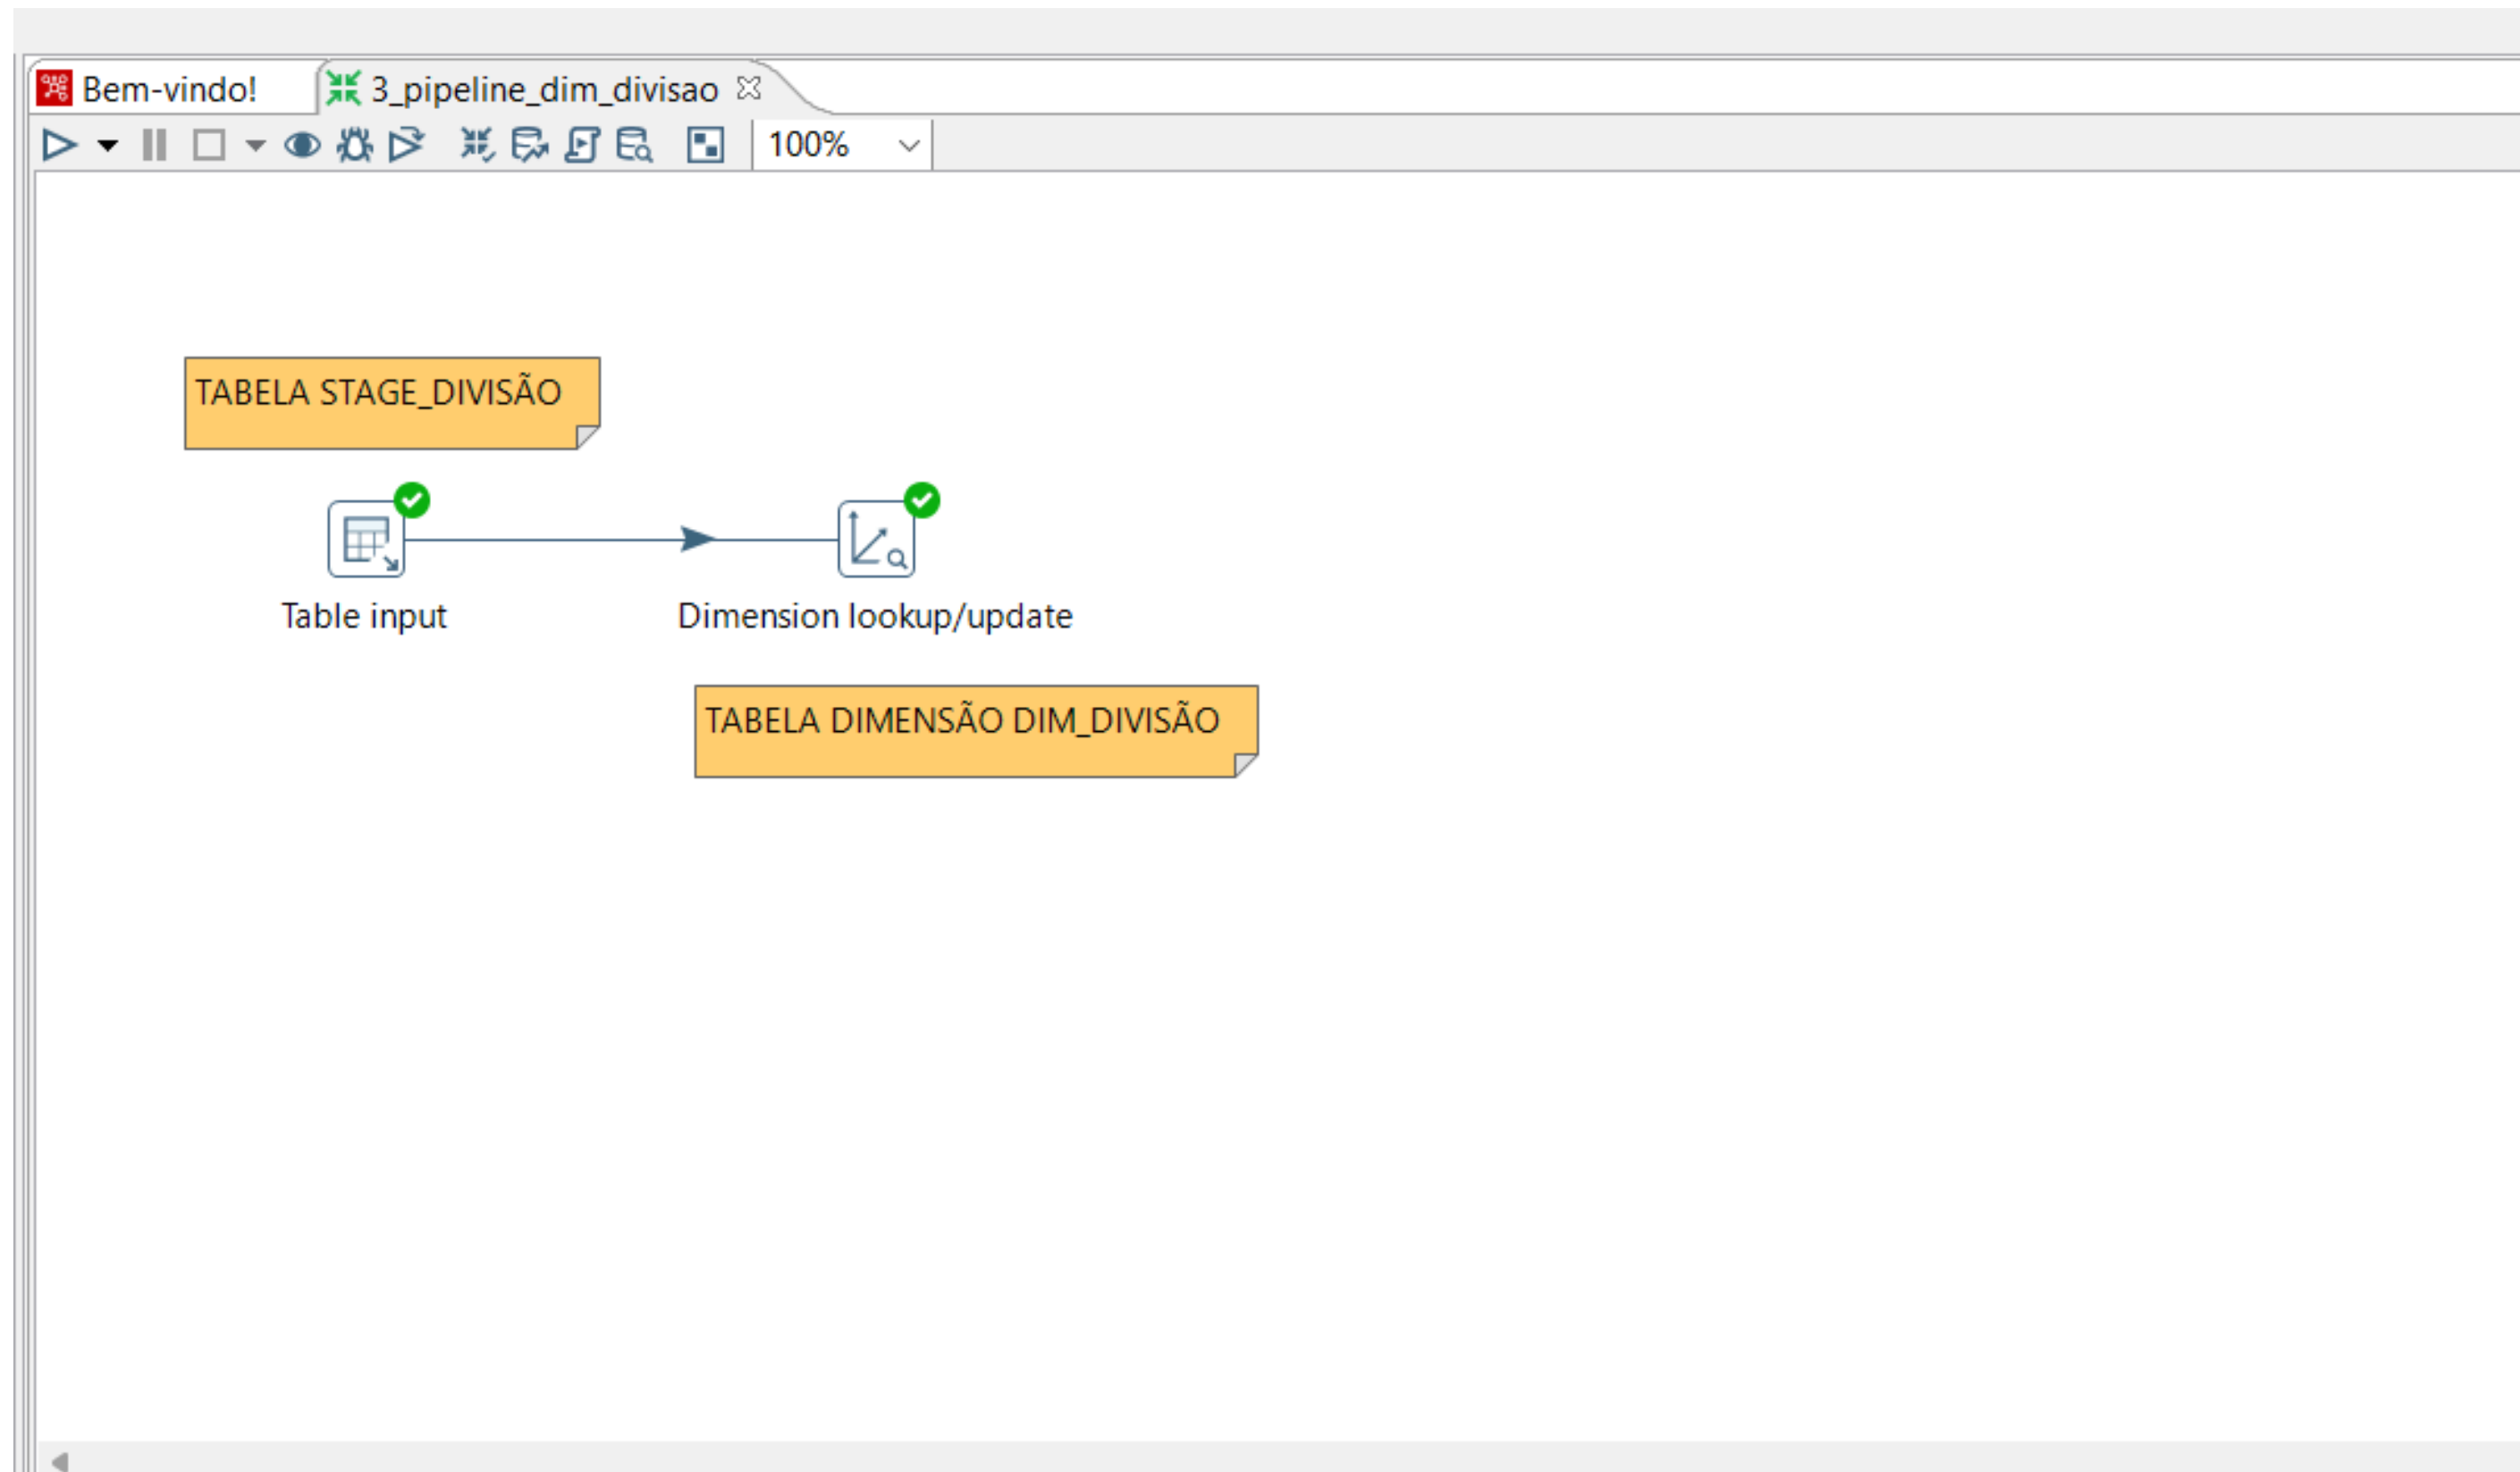 Bem-vindo!
3_pipeline_dim_divisao
100%
TABELA STAGE_DIVISÃO
Table input
Dimension lookup/update
TABELA DIMENSÃO DIM_DIVISÃO